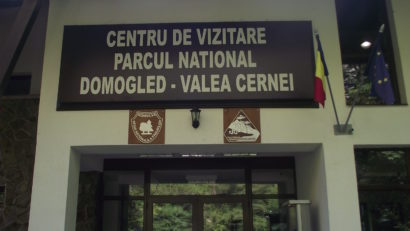 CENTRU DE VIZITARE
PARCUL NATIONAL
DOMOGLED - VALEA CERNEI